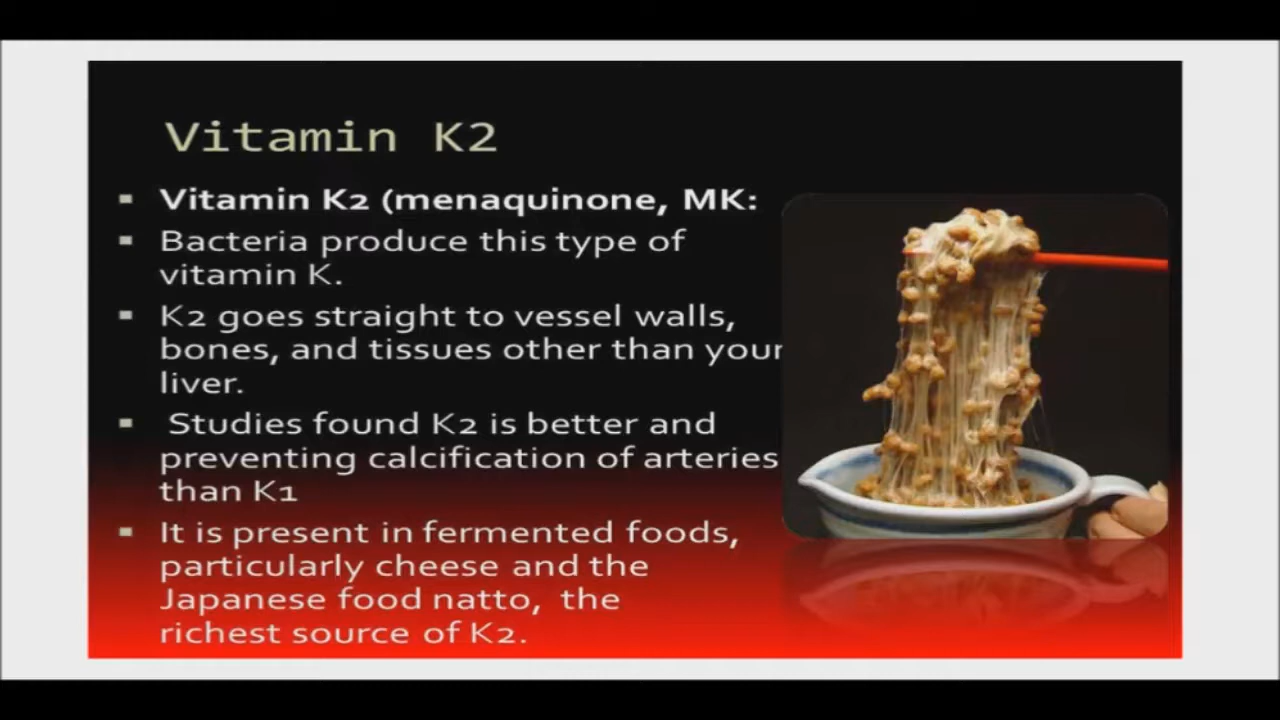 Vitamin K2
Vitamin K2 (menaquinone, MK:
Bacteria produce this type of
vitamin K.
K2 goes straight to vessel walls,
bones, and tissues other than your
liver.
Studies found K2 is better and
preventing calcification of arteries
than K1
It is present in fermented foods,
particularly cheese and the
Japanese food natto, the
richest source of K2.